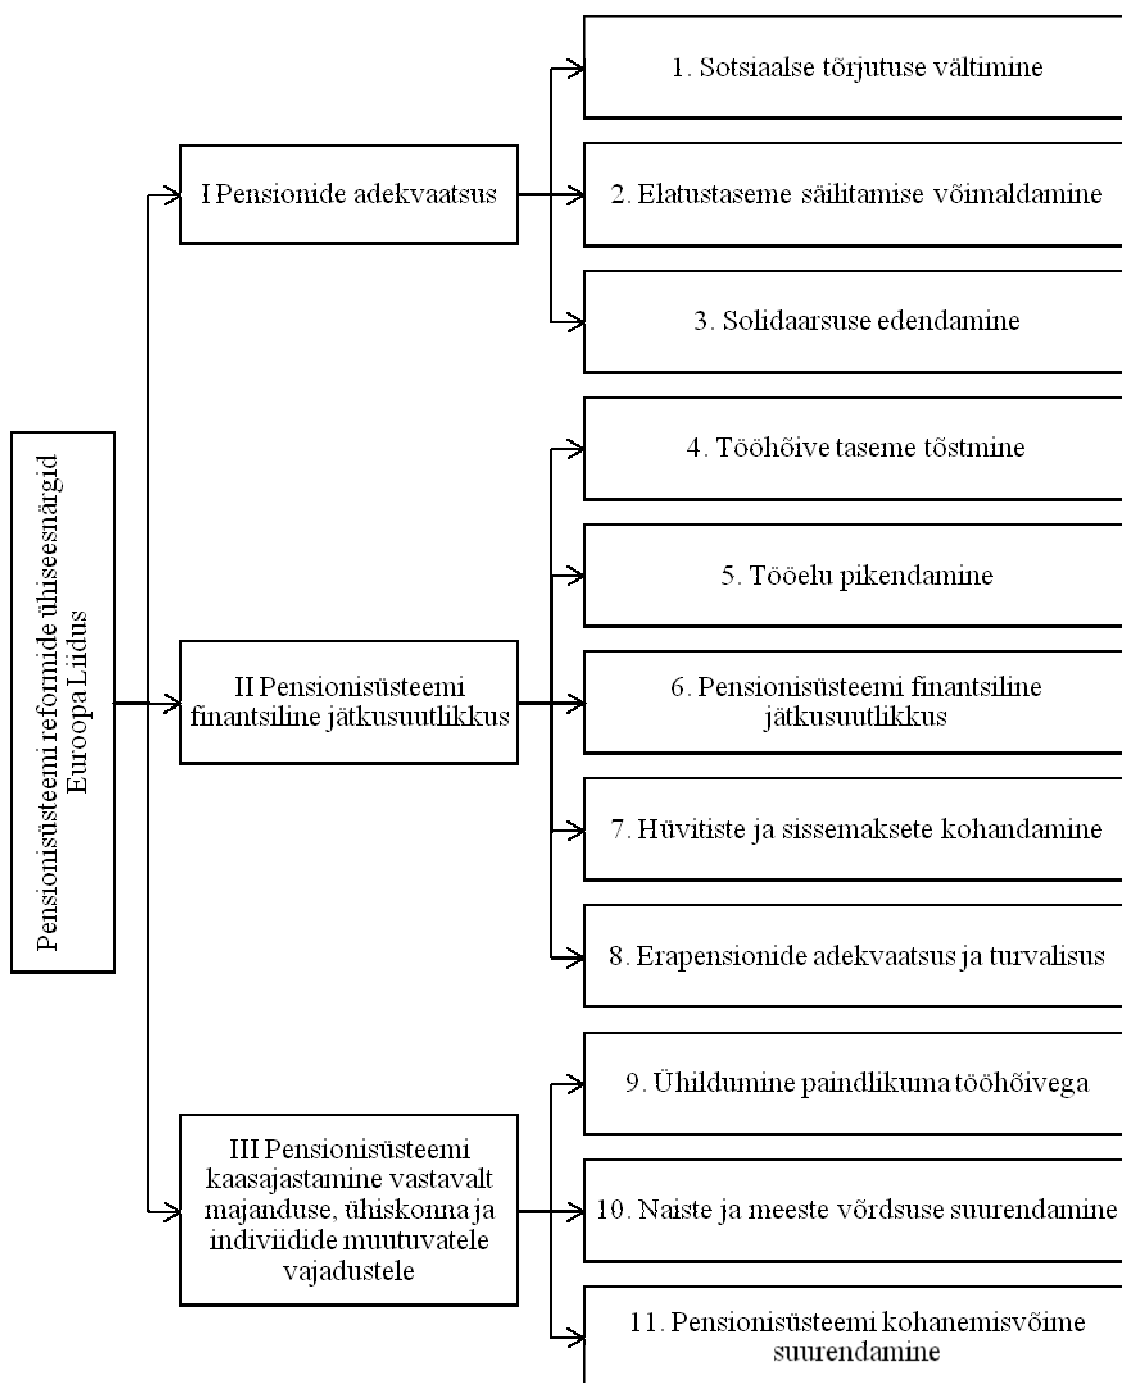 Pensionisüsteemi reformide ühiseesmärgid
Euroopa Liidus
I Pensionide adekvaatsus
1. Sotsiaalse tõrjutuse vältimine
2. Elatustaseme säilitamise võimaldamine
3. Solidaarsuse edendamine
II Pensionisüsteemi
finantsiline jätkusuutlikkus
4. Tööhõive taseme tõstmine
5. Tööelu pikendamine
6. Pensionisüsteemi finantsiline
jätkusuutlikkus
7. Hüvitiste ja sissemaksete kohandamine
8. Erapensionide adekvaatsus ja turvalisus
III Pensionisüsteemi
kaasajastamine vastavalt
majanduse, ühiskonna ja
indiviidide muutuvatele
vajadustele
9. Ühildumine paindlikuma tööhõivega
10. Naiste ja meeste võrdsuse suurendamine
11. Pensionisüsteemi kohanemisvõime
suurendamine